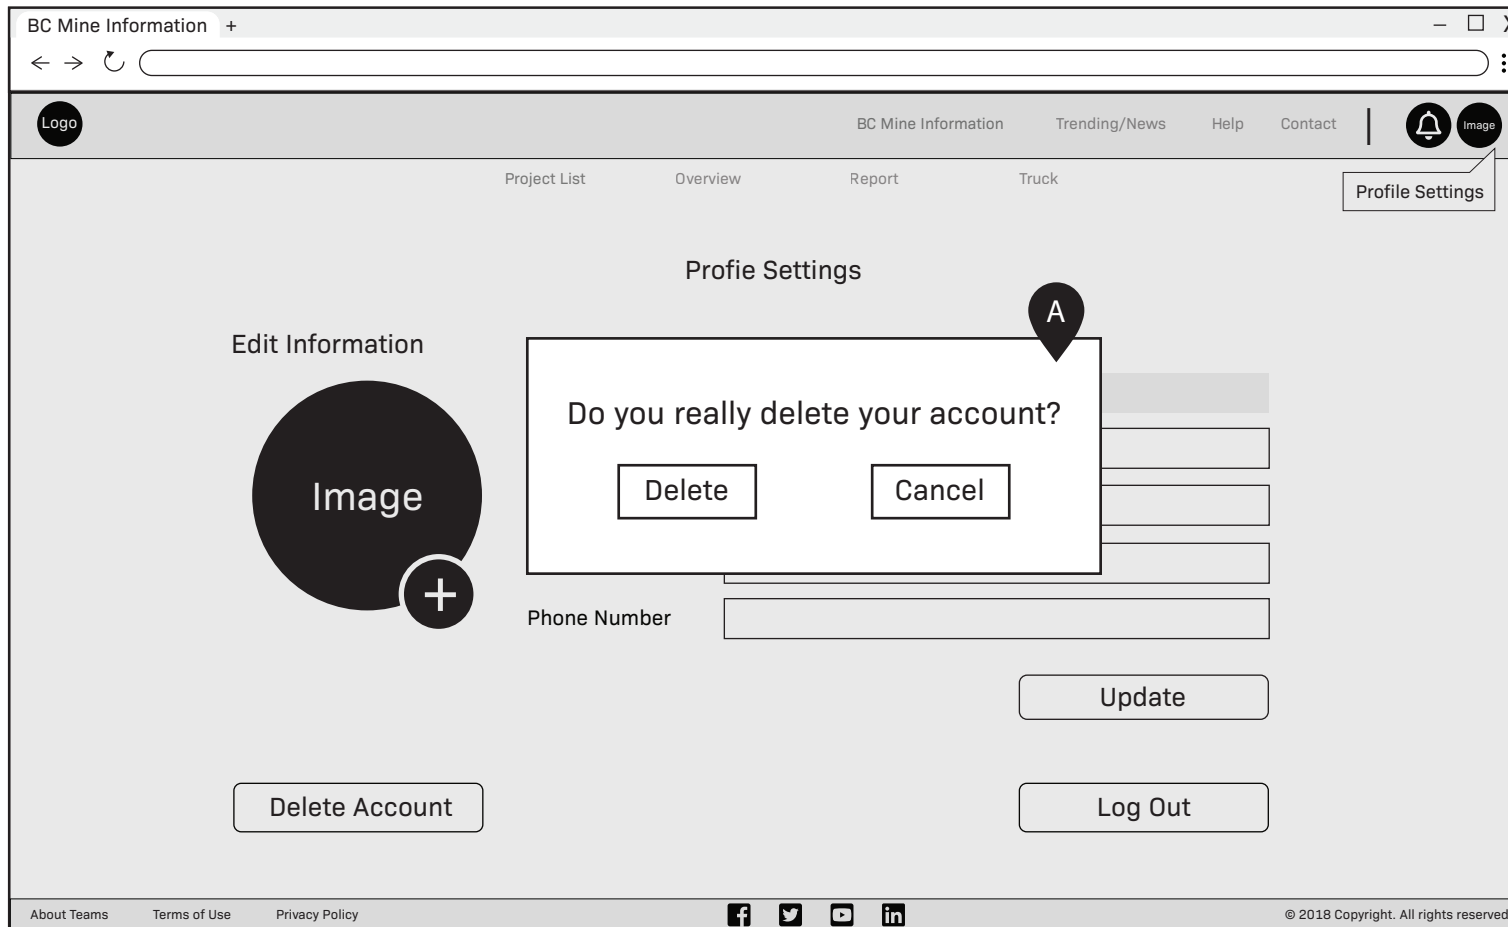 BC Mine Information +
Logo
BC Mine Information Trending/News Help Contact Image
Project List Overview Report Truck
Profile Settings
Profie Settings
A
Edit Information
Do you really delete your account?
Image
Delete Cancel
+
Phone Number
Update
Delete Account Log Out
About Teams Terms of Use Privacy Policy © 2018 Copyright. All rights reserved